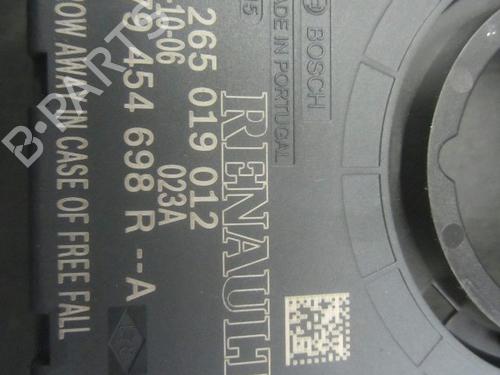 BOSCH
MADE IN PORTUGAL
RENAULT
265 019 012
023A
10-06
79 454 698 R --A
OW AWAY IN CASE OF FREE FALL
B-PARTS